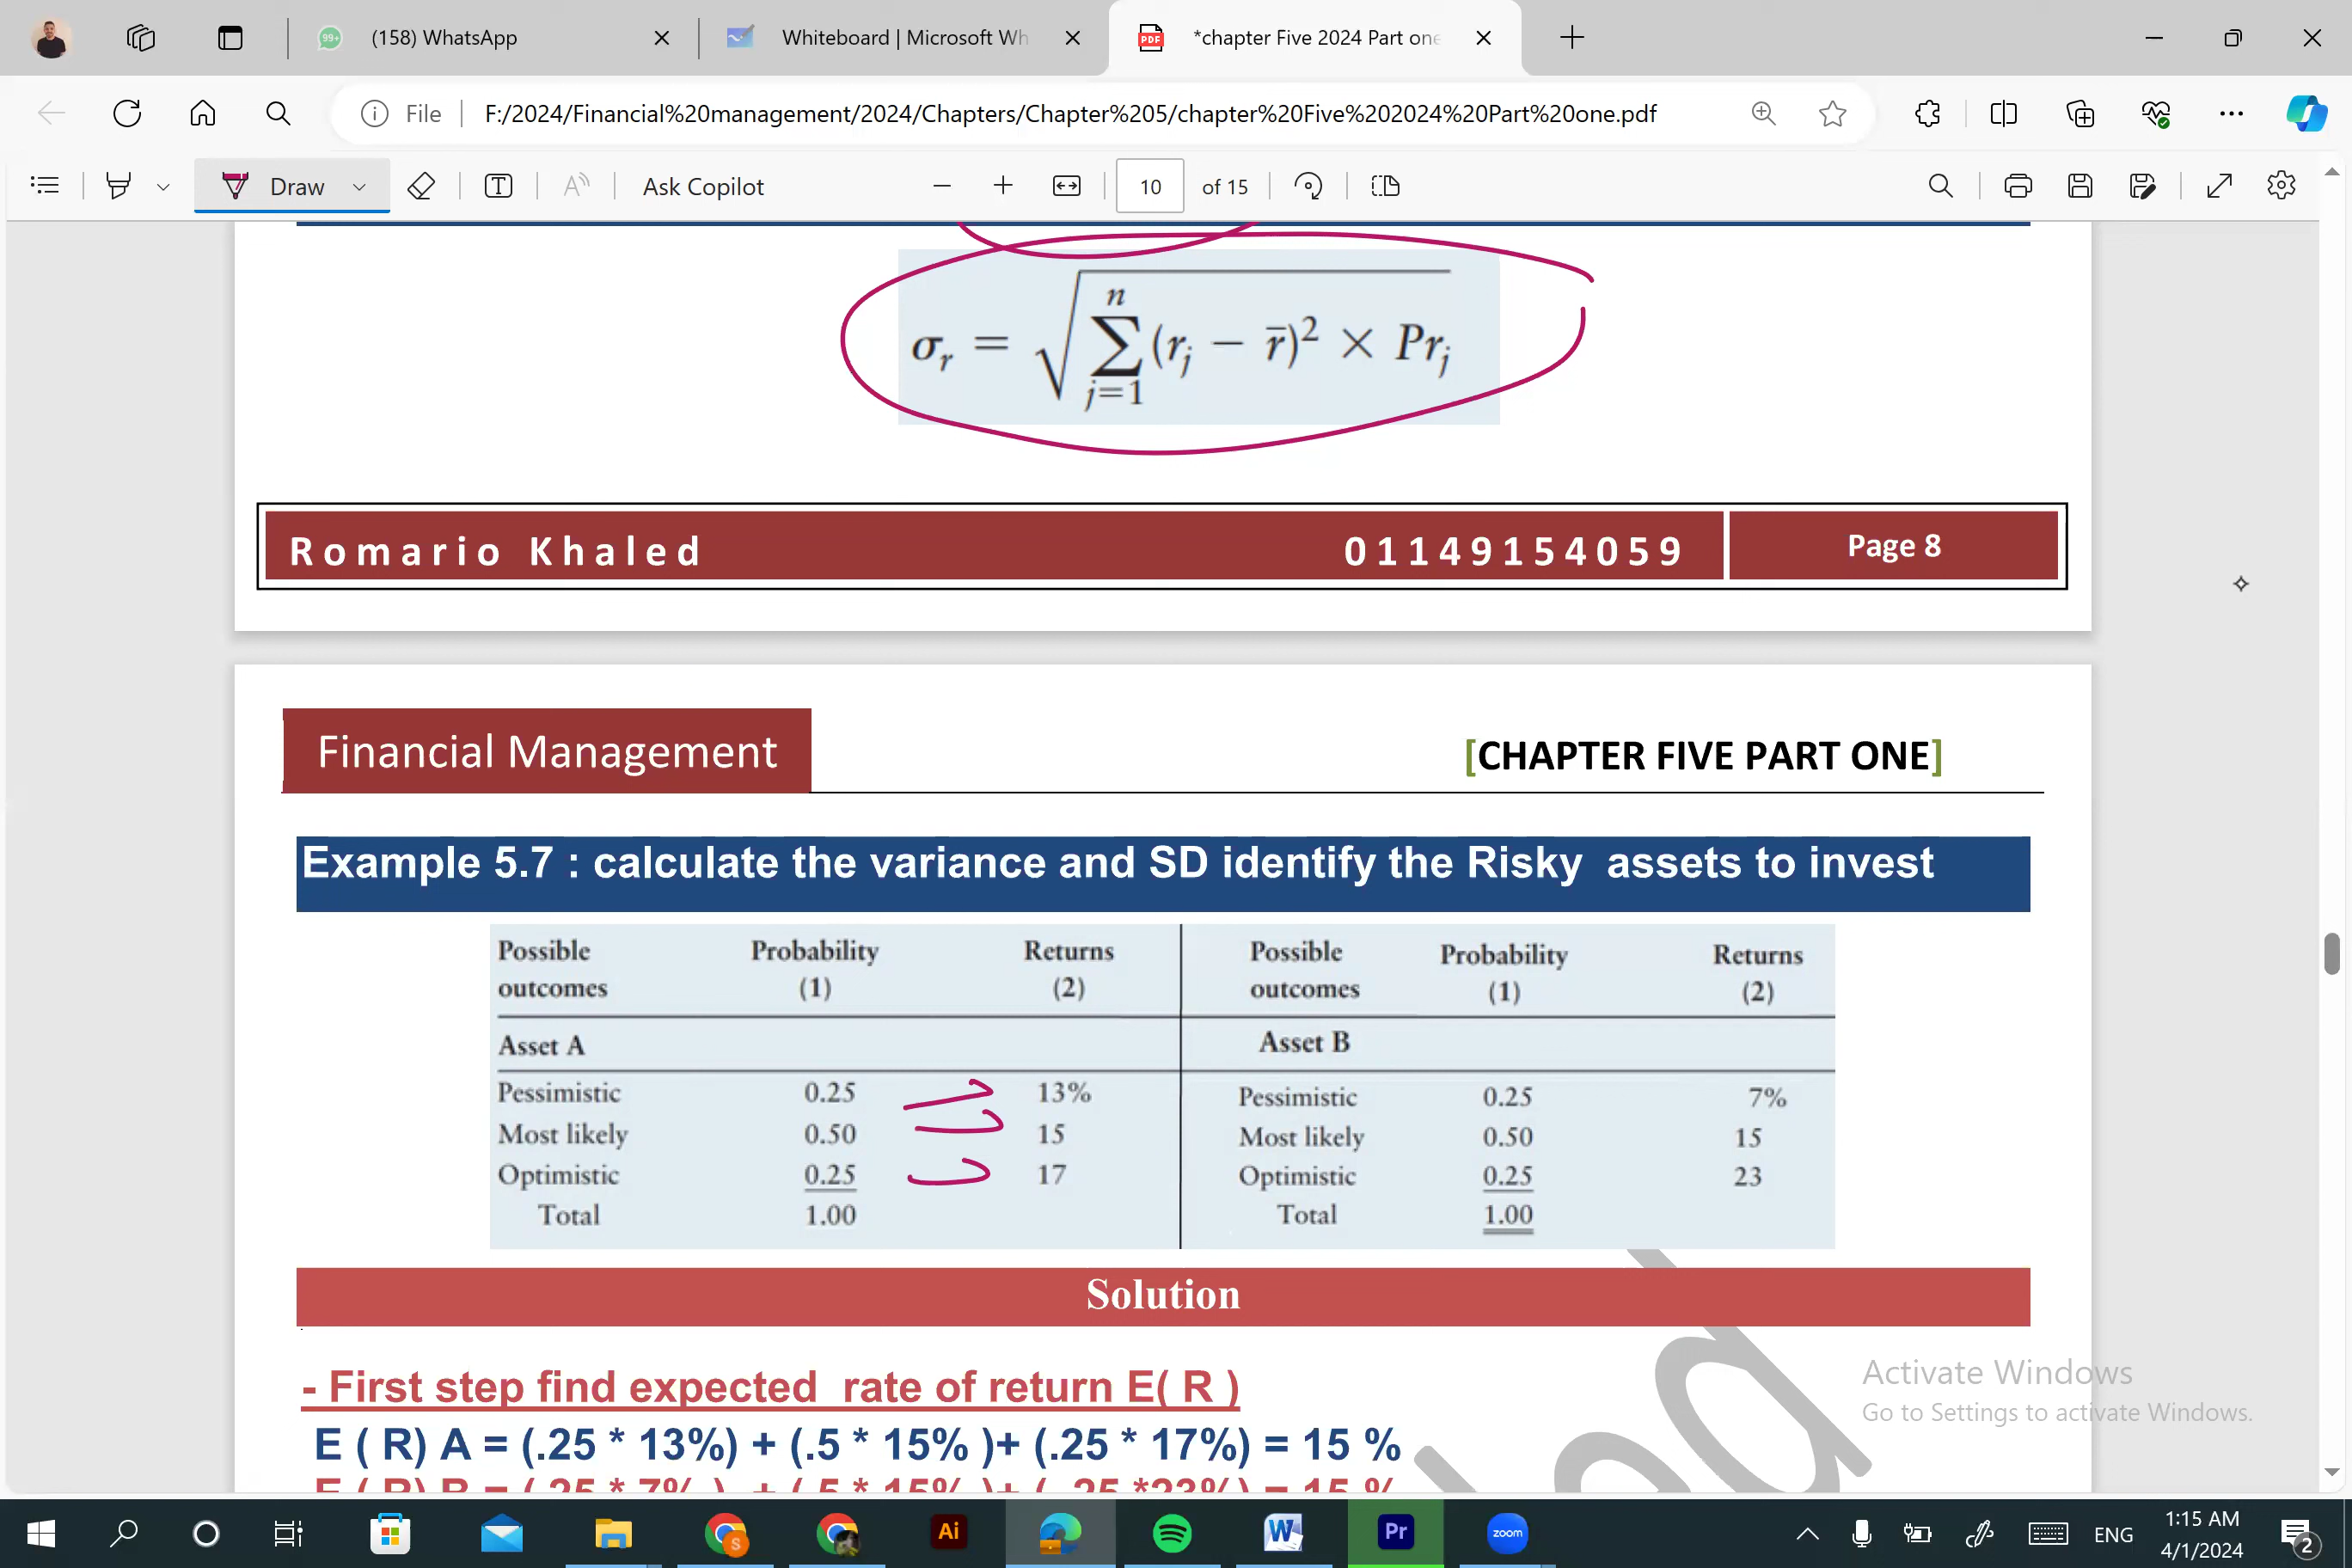 (158) WhatsApp
Whiteboard | Microsoft Wh
*chapter Five 2024 Part one
File
F:/2024/Financial%20management/2024/Chapters/Chapter%205/chapter%20Five%202024%20Part%20one.pdf
Draw
Ask Copilot
10 of 15
σr = √ n ∑ j=1 (rj − r̄)² × Prj
Romario Khaled 01149154059 Page 8
Financial Management [CHAPTER FIVE PART ONE]
Example 5.7 : calculate the variance and SD identify the Risky assets to invest
Possible outcomes Probability (1) Returns (2) Possible outcomes Probability (1) Returns (2)
Asset A Asset B
Pessimistic 0.25 13% Pessimistic 0.25 7%
Most likely 0.50 15 Most likely 0.50 15
Optimistic 0.25 17 Optimistic 0.25 23
Total 1.00 Total 1.00
Solution
- First step find expected rate of return E( R )
E ( R) A = (.25 * 13%) + (.5 * 15% )+ (.25 * 17%) = 15 %
Activate Windows
Go to Settings to activate Windows.
Ai
Pr
zoom
ENG
1:15 AM
4/1/2024
2